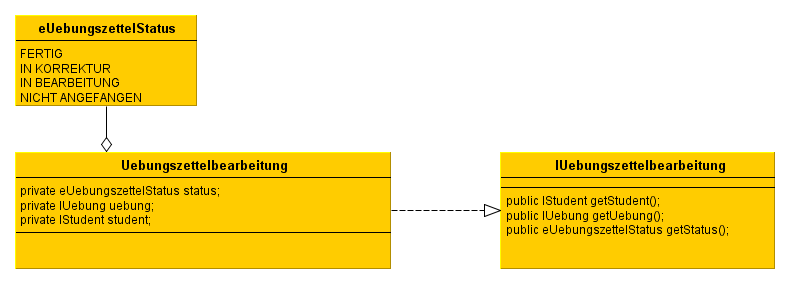 eUebungszettelStatus
FERTIG
IN KORREKTUR
IN BEARBEITUNG
NICHT ANGEFANGEN
Uebungszettelbearbeitung
private eUebungszettelStatus status;
private IUebung uebung;
private IStudent student;
IUebungszettelbearbeitung
public IStudent getStudent();
public IUebung getUebung();
public eUebungszettelStatus getStatus();